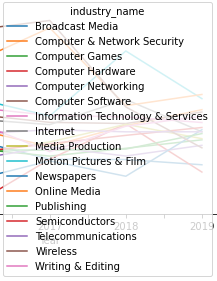 industry_name
Broadcast Media
Computer & Network Security
Computer Games
Computer Hardware
Computer Networking
Computer Software
Information Technology & Services
Internet
Media Production
Motion Pictures & Film
Newspapers
Online Media
Publishing
Semiconductors
Telecommunications
Wireless
Writing & Editing
2017 2018 2019